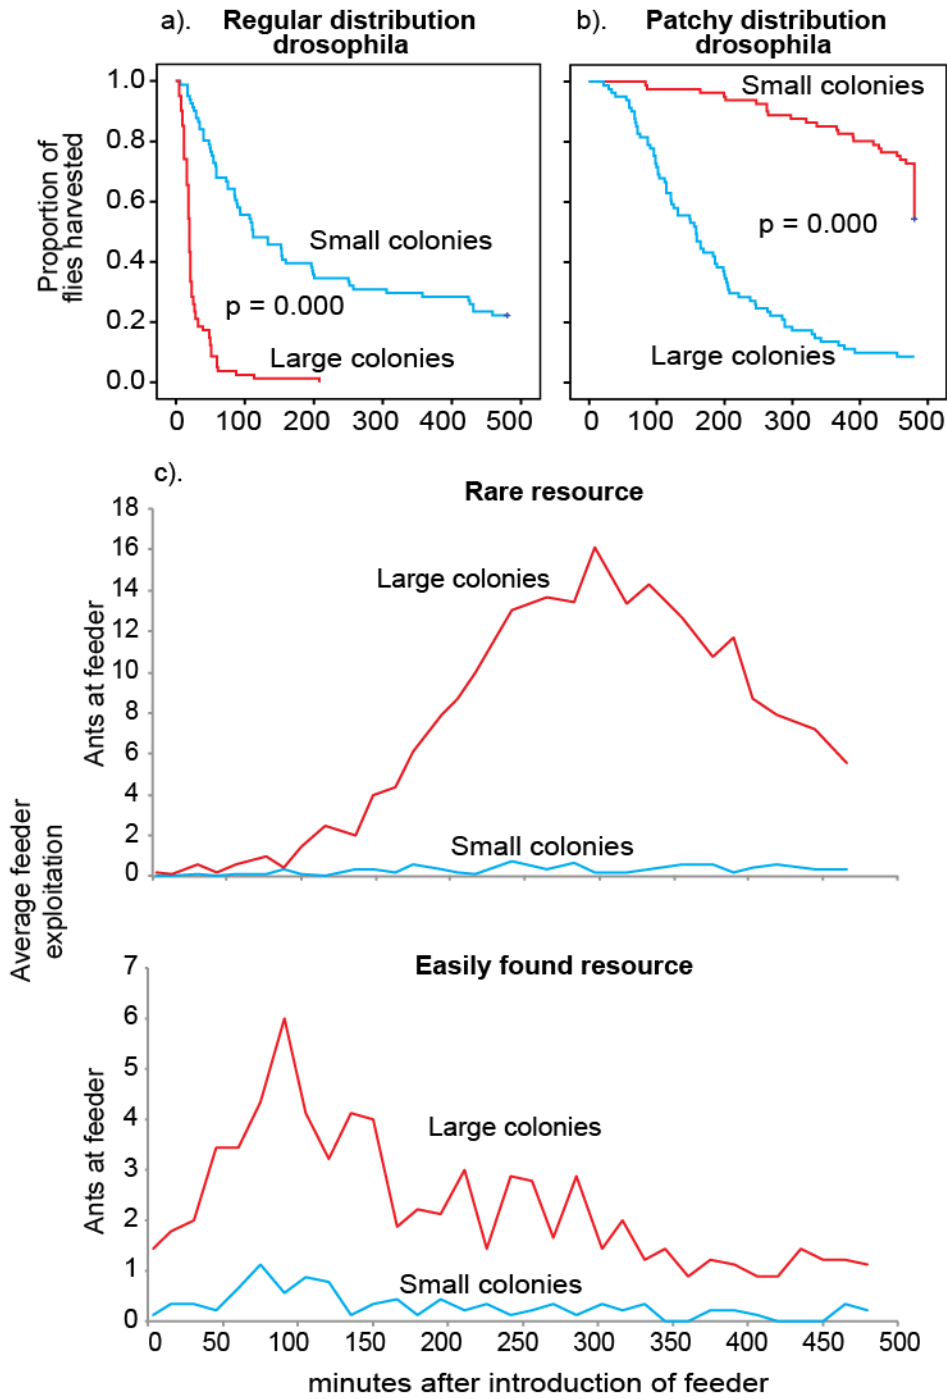 a). Regular distribution
drosophila
b). Patchy distribution
drosophila
Proportion of
flies harvested
1.0
0.8
0.6
0.4
0.2
0.0
Small colonies
p = 0.000
Large colonies
0 100 200 300 400 500
Small colonies
p = 0.000
Large colonies
0 100 200 300 400 500
c).
Rare resource
Average feeder
exploitation
Ants at feeder
18
16
14
12
10
8
6
4
2
0
Large colonies
Small colonies
Easily found resource
Ants at feeder
7
6
5
4
3
2
1
0
Large colonies
Small colonies
0 50 100 150 200 250 300 350 400 450 500
minutes after introduction of feeder